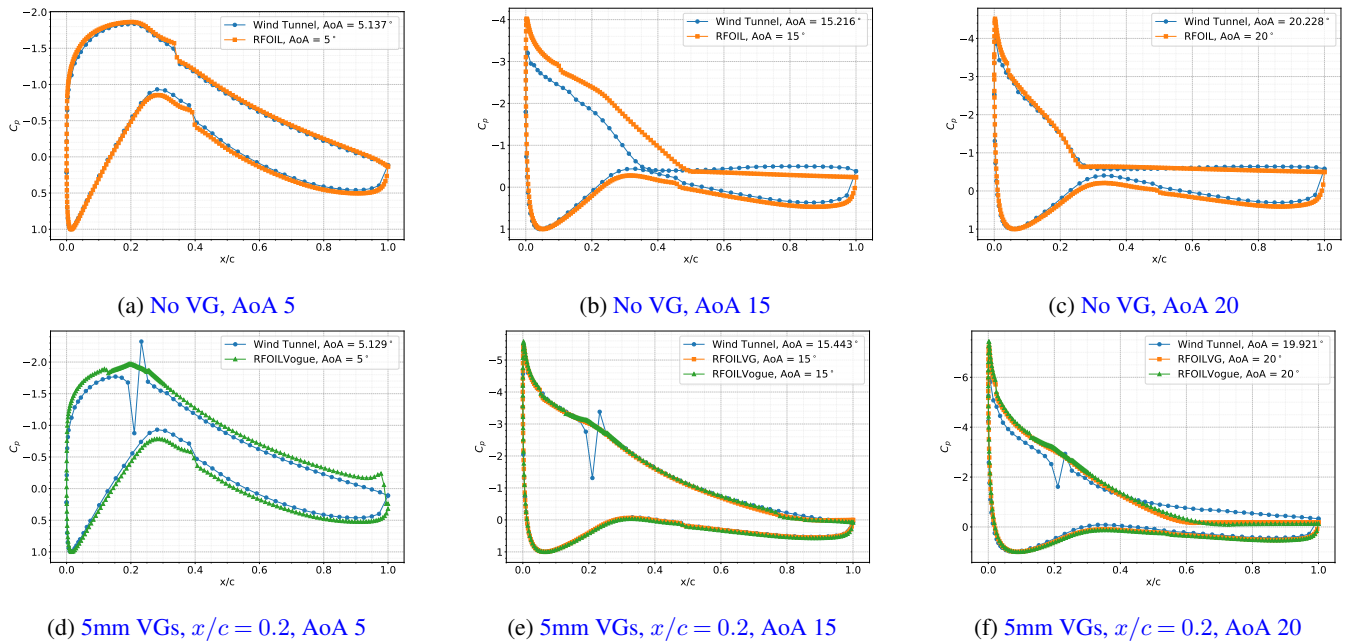 −2.0
−1.5
−1.0
−0.5
0.0
0.5
1.0
Cp
0.0 0.2 0.4 0.6 0.8 1.0
x/c
Wind Tunnel, AoA = 5.137°
RFOIL, AoA = 5°
(a) No VG, AoA 5
−4
−3
−2
−1
0
1
Cp
0.0 0.2 0.4 0.6 0.8 1.0
x/c
Wind Tunnel, AoA = 15.216°
RFOIL, AoA = 15°
(b) No VG, AoA 15
−4
−3
−2
−1
0
1
Cp
0.0 0.2 0.4 0.6 0.8 1.0
x/c
Wind Tunnel, AoA = 20.228°
RFOIL, AoA = 20°
(c) No VG, AoA 20
−2.0
−1.5
−1.0
−0.5
0.0
0.5
1.0
Cp
0.0 0.2 0.4 0.6 0.8 1.0
x/c
Wind Tunnel, AoA = 5.129°
RFOILVogue, AoA = 5°
(d) 5mm VGs, x/c = 0.2, AoA 5
−5
−4
−3
−2
−1
0
1
Cp
0.0 0.2 0.4 0.6 0.8 1.0
x/c
Wind Tunnel, AoA = 15.443°
RFOILVG, AoA = 15°
RFOILVogue, AoA = 15°
(e) 5mm VGs, x/c = 0.2, AoA 15
−6
−4
−2
0
Cp
0.0 0.2 0.4 0.6 0.8 1.0
x/c
Wind Tunnel, AoA = 19.921°
RFOILVG, AoA = 20°
RFOILVogue, AoA = 20°
(f) 5mm VGs, x/c = 0.2, AoA 20